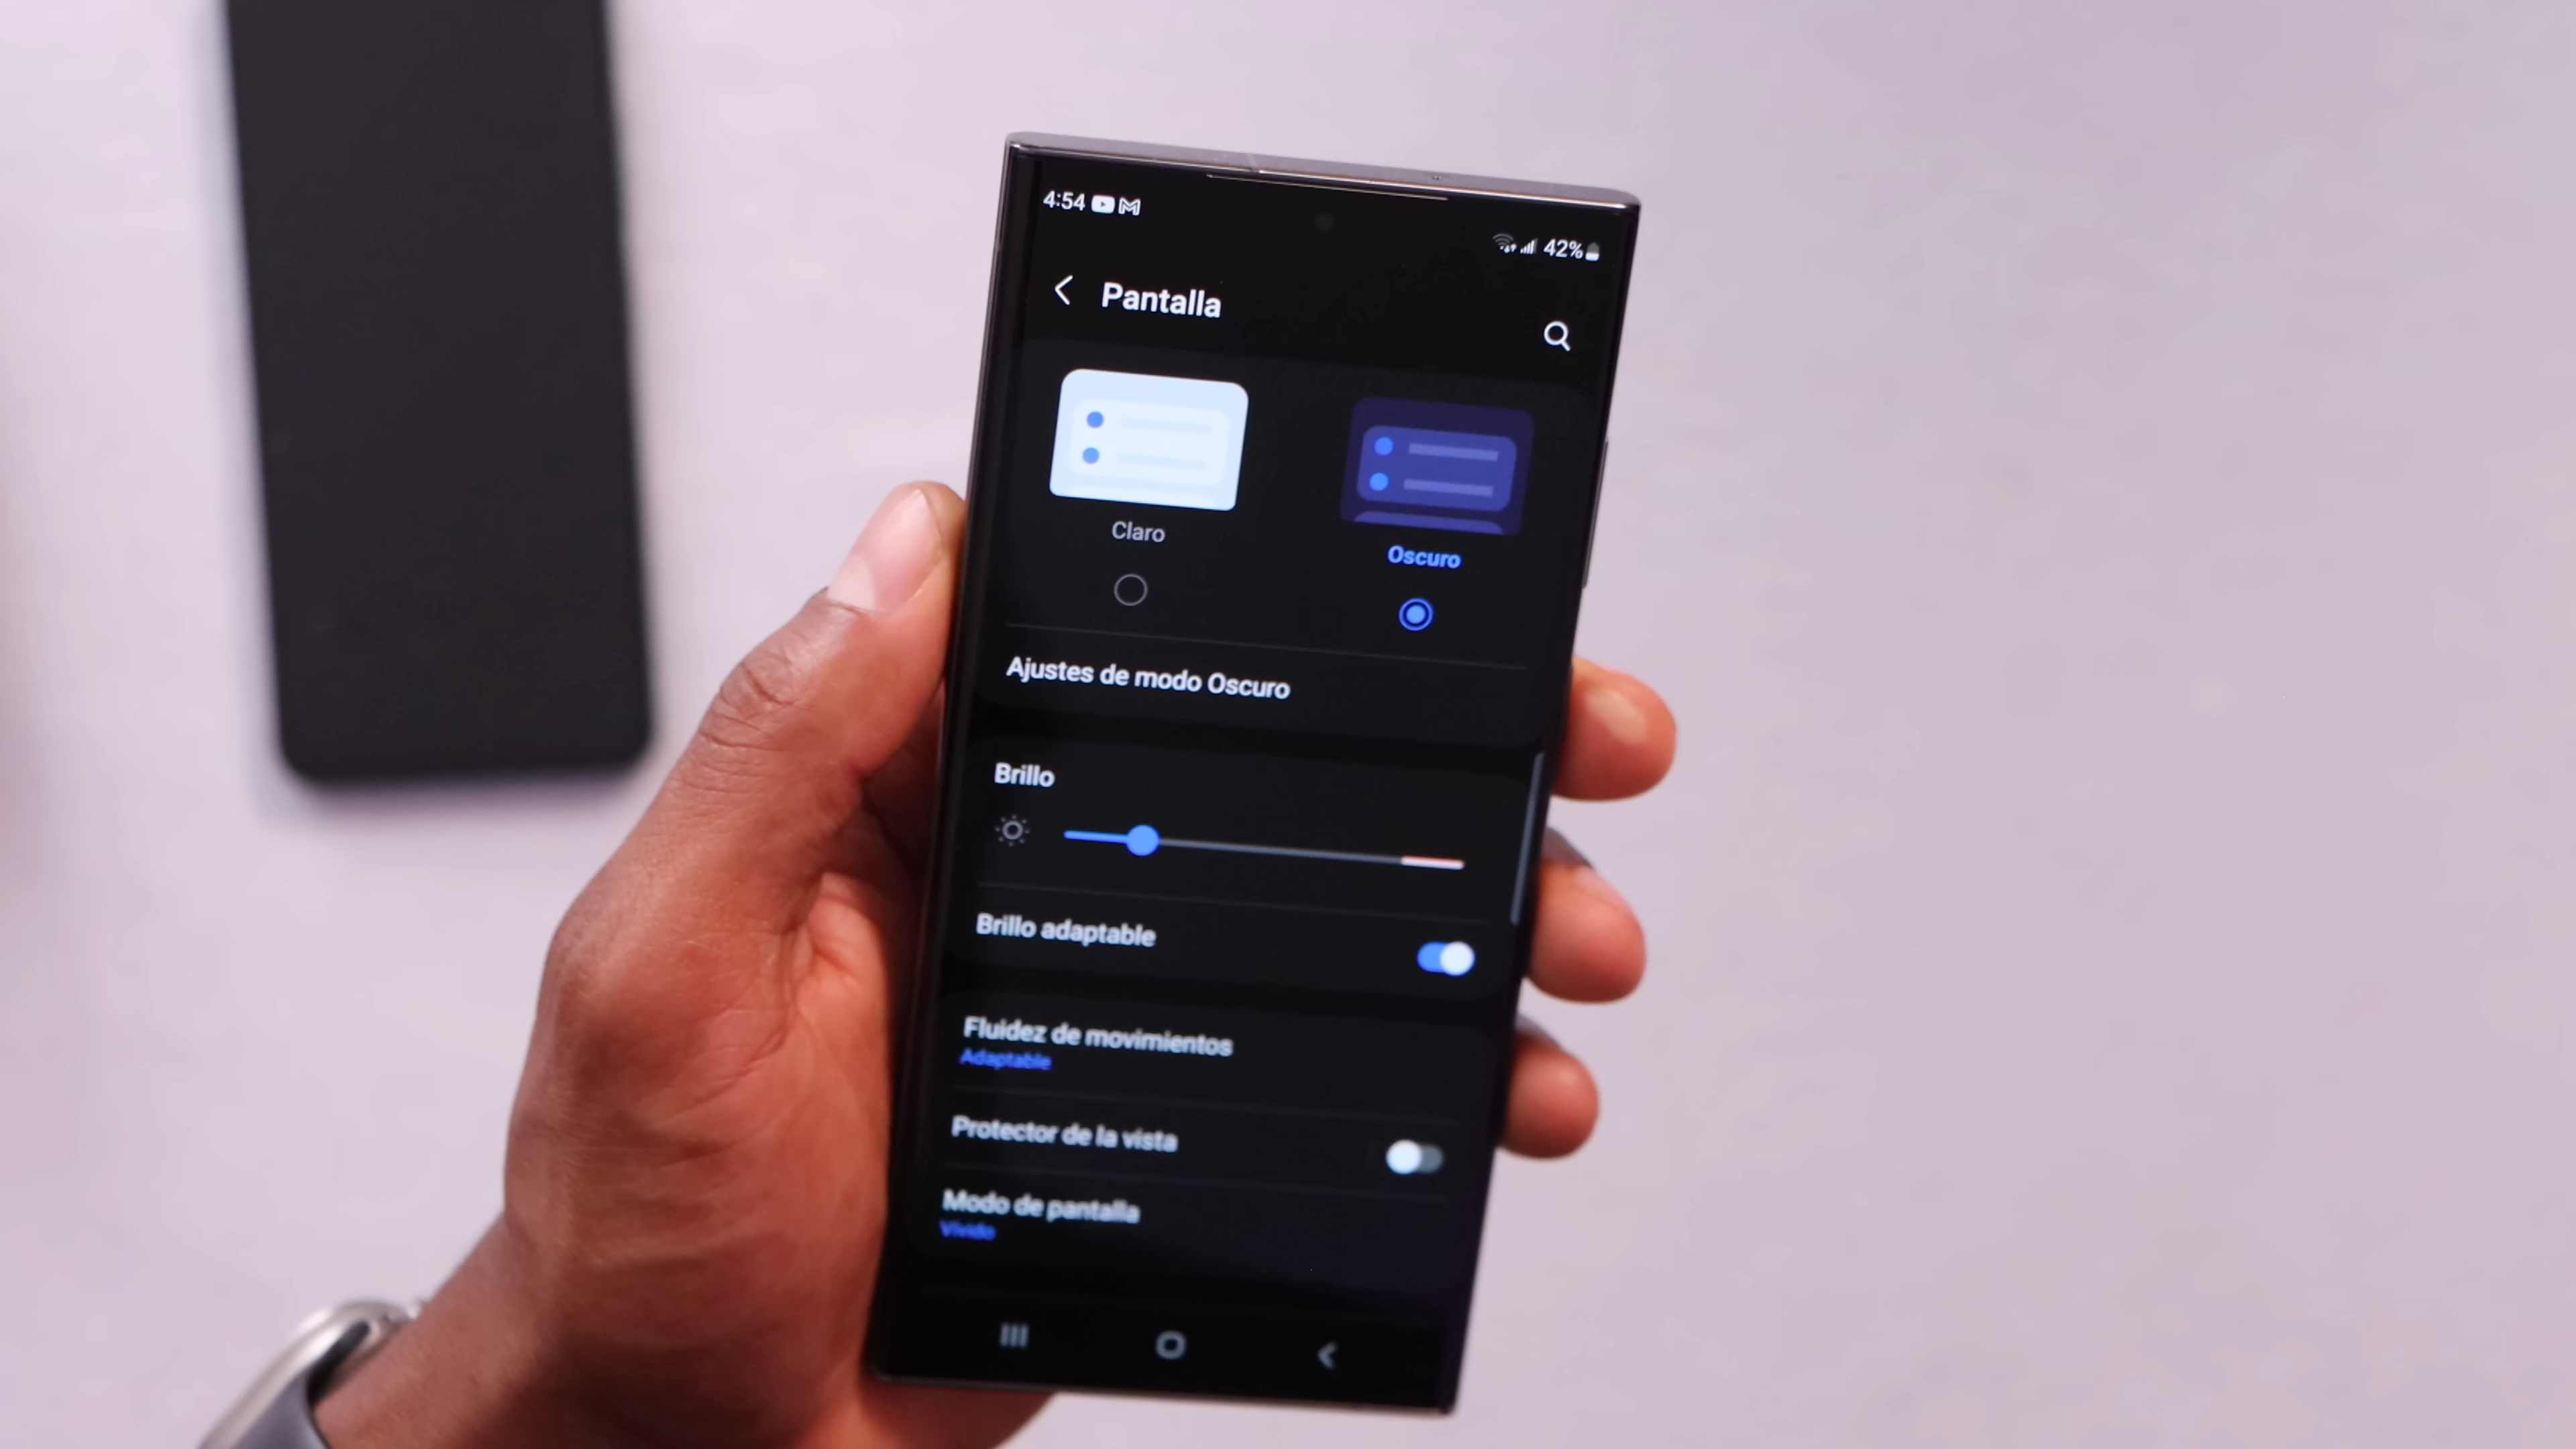 4:54
42%
Pantalla
Claro
Oscuro
Ajustes de modo Oscuro
Brillo
Brillo adaptable
Fluidez de movimientos
Adaptable
Protector de la vista
Modo de pantalla
Vivido